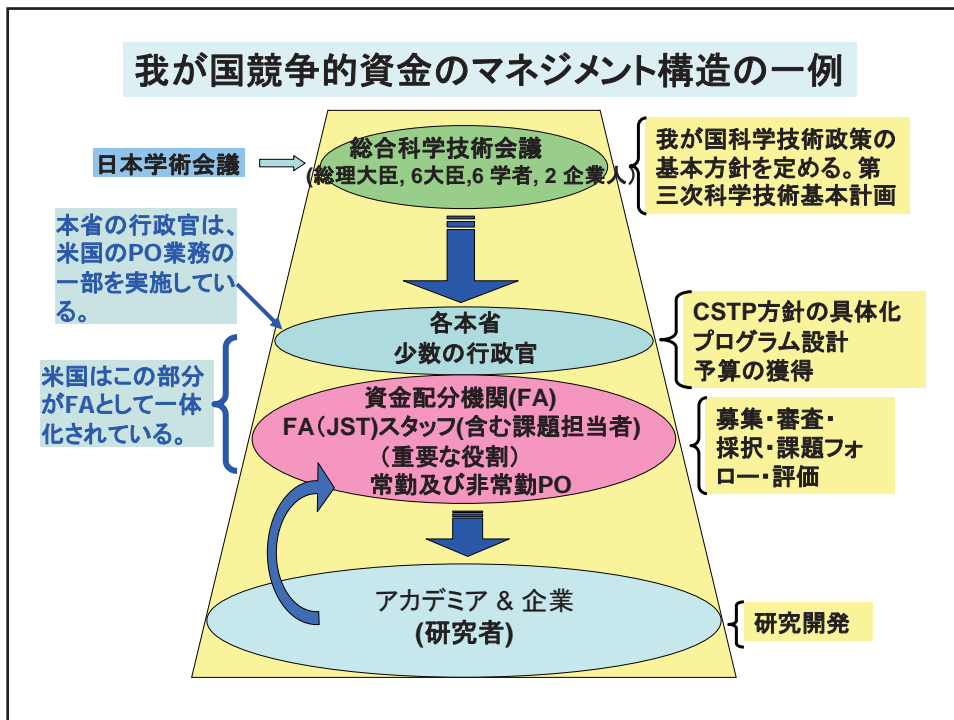 我が国競争的資金のマネジメント構造の一例
日本学術会議
総合科学技術会議
(総理大臣, 6大臣,6 学者, 2 企業人)
我が国科学技術政策の
基本方針を定める。第
三次科学技術基本計画
本省の行政官は、
米国のPO業務の
一部を実施してい
る。
各本省
少数の行政官
CSTP方針の具体化
プログラム設計
予算の獲得
米国はこの部分
がFAとして一体
化されている。
資金配分機関(FA)
FA(JST)スタッフ(含む課題担当者)
(重要な役割)
常勤及び非常勤PO
募集・審査・
採択・課題フォ
ロー・評価
アカデミア & 企業
(研究者)
研究開発